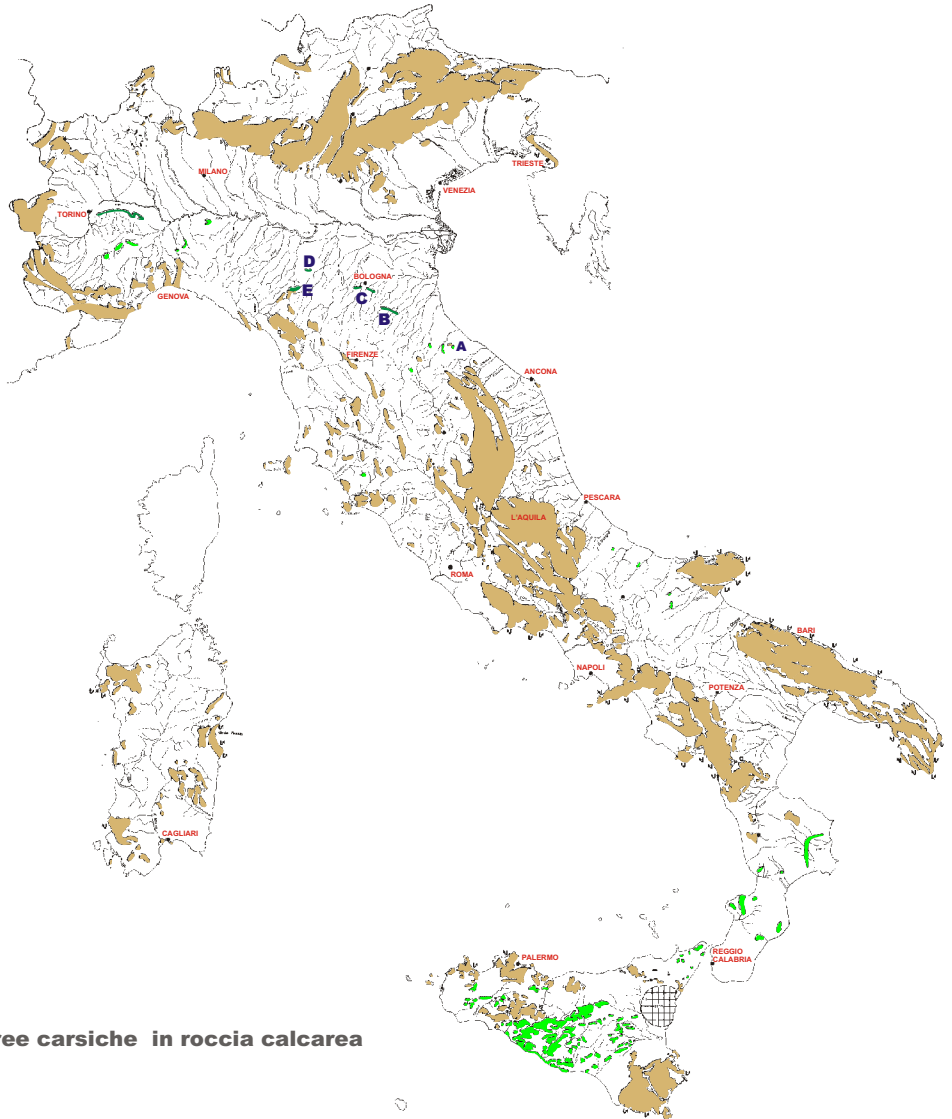 MILANO
TRIESTE
VENEZIA
TORINO
D
BOLOGNA
E
C
GENOVA
B
A
FIRENZE
ANCONA
PESCARA
L'AQUILA
ROMA
BARI
NAPOLI
POTENZA
CAGLIARI
REGGIO
CALABRIA
PALERMO
ree carsiche in roccia calcarea